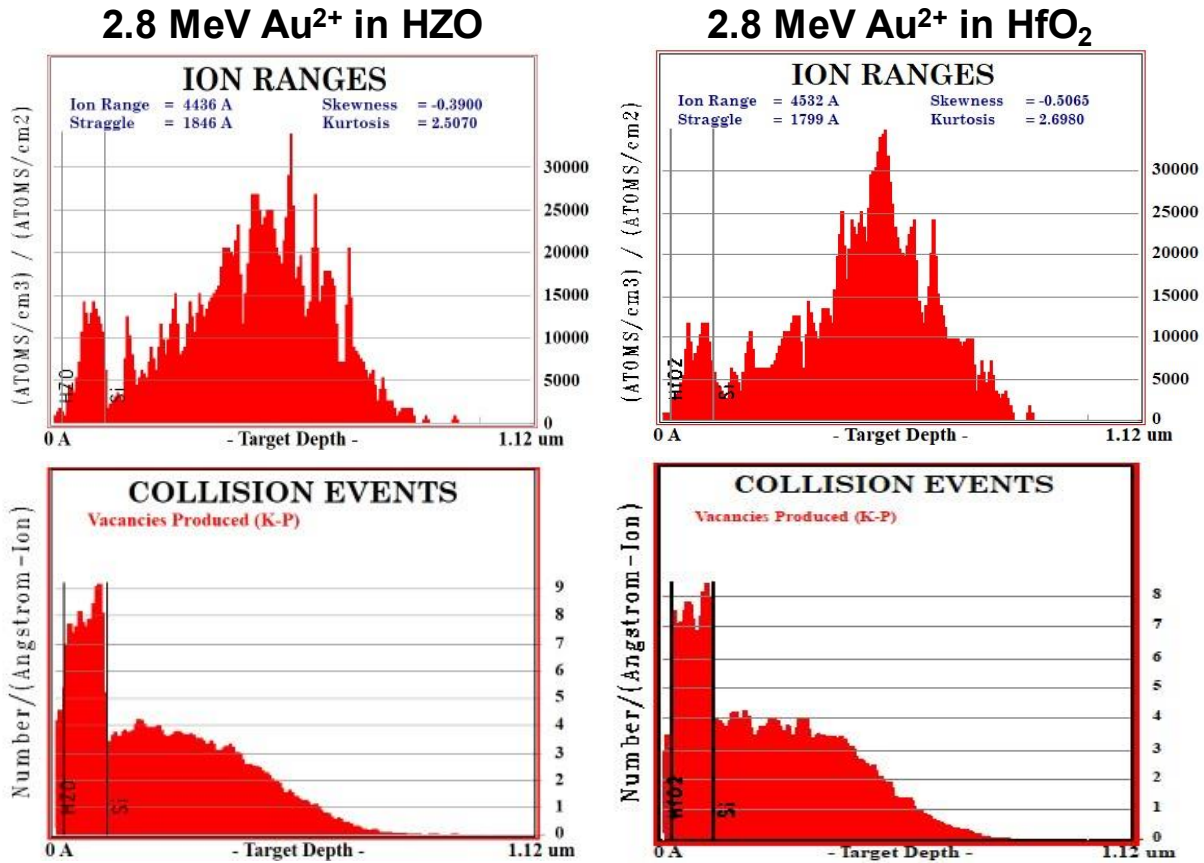 2.8 MeV Au²⁺ in HZO
ION RANGES
Ion Range = 4436 A Skewness = -0.3900
Straggle = 1846 A Kurtosis = 2.5070
(ATOMS/cm3) / (ATOMS/cm2)
30000
25000
20000
15000
10000
5000
0
HZO
Si
0 A - Target Depth - 1.12 um
2.8 MeV Au²⁺ in HfO₂
ION RANGES
Ion Range = 4532 A Skewness = -0.5065
Straggle = 1799 A Kurtosis = 2.6980
(ATOMS/cm3) / (ATOMS/cm2)
30000
25000
20000
15000
10000
5000
0
HfO2
Si
0 A - Target Depth - 1.12 um
COLLISION EVENTS
Vacancies Produced (K-P)
Number/(Angstrom-Ion)
9
8
7
6
5
4
3
2
1
0
HZO
Si
0 A - Target Depth - 1.12 um
COLLISION EVENTS
Vacancies Produced (K-P)
Number/(Angstrom-Ion)
8
7
6
5
4
3
2
1
0
HfO2
Si
0 A - Target Depth - 1.12 um